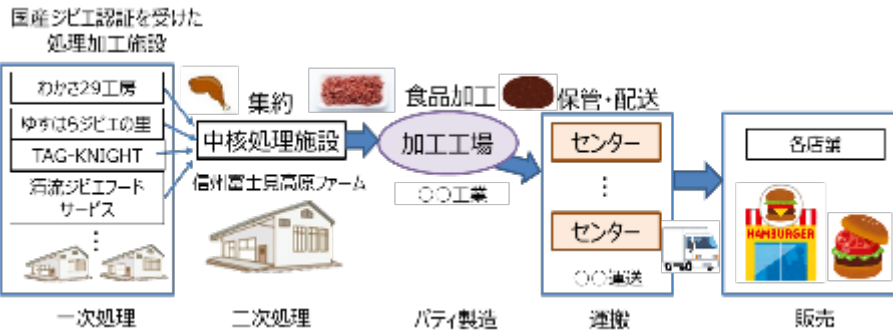 国産ジビエ認証を受けた
処理加工施設
わかさ29工房
ゆすはらジビエの里
TAG-KNIGHT
清流ジビエフード
サービス
⋮
一次処理
集約
中核処理施設
信州富士見高原ファーム
二次処理
食品加工
加工工場
○○工業
パティ製造
保管・配送
センター
⋮
センター
○○運送
運搬
各店舗
HAMBURGER
販売